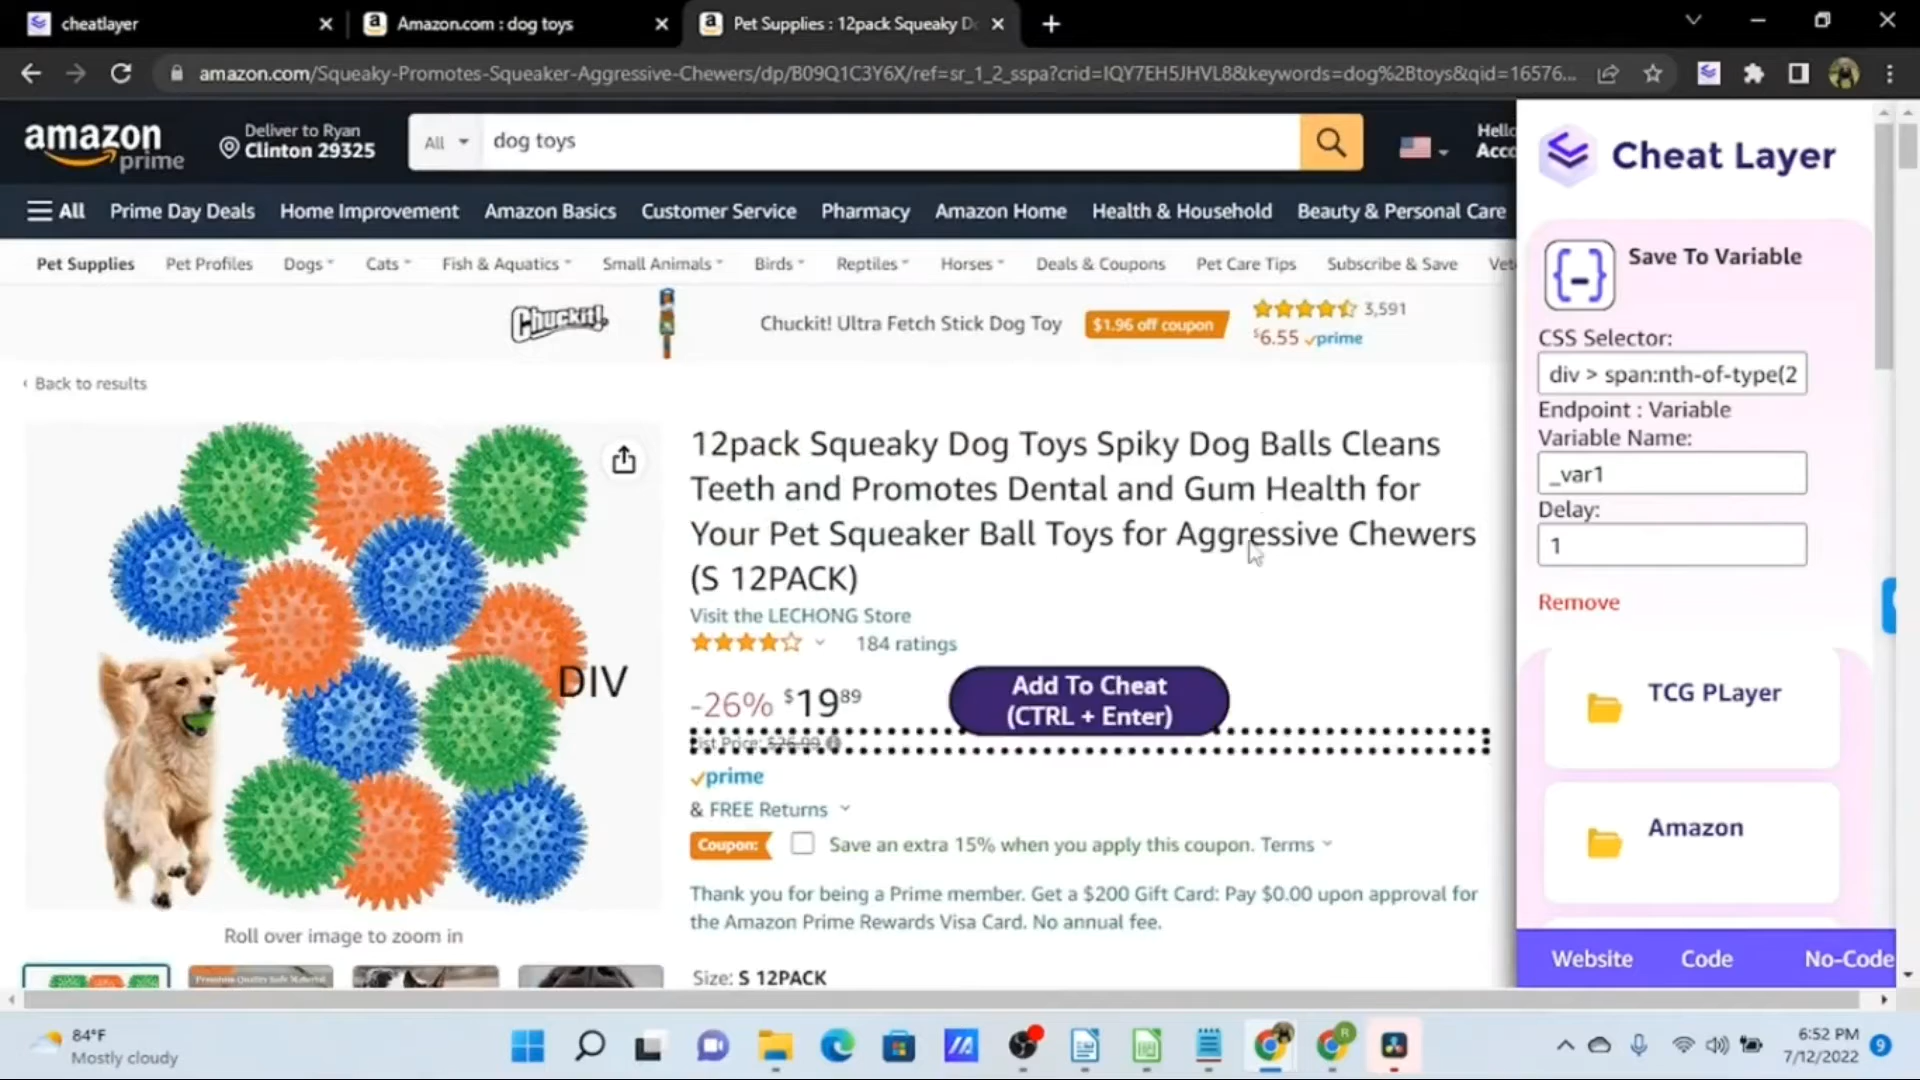 cheatlayer
Amazon.com : dog toys
Pet Supplies : 12pack Squeaky Do
amazon.com/Squeaky-Promotes-Squeaker-Aggressive-Chewers/dp/B09Q1C3Y6X/ref=sr_1_2_sspa?crid=IQY7EH5JHVL8&keywords=dog%2Btoys&qid=16576...
amazon prime
Deliver to Ryan
Clinton 29325
All
dog toys
Hello
Acc
All Prime Day Deals Home Improvement Amazon Basics Customer Service Pharmacy Amazon Home Health & Household Beauty & Personal Care
Pet Supplies Pet Profiles Dogs Cats Fish & Aquatics Small Animals Birds Reptiles Horses Deals & Coupons Pet Care Tips Subscribe & Save Vet
Chuckit!
Chuckit! Ultra Fetch Stick Dog Toy
$1.96 off coupon
3,591
$6.55 prime
‹ Back to results
12pack Squeaky Dog Toys Spiky Dog Balls Cleans
Teeth and Promotes Dental and Gum Health for
Your Pet Squeaker Ball Toys for Aggressive Chewers
(S 12PACK)
Visit the LECHONG Store
184 ratings
DIV
-26% $19 89
Add To Cheat
(CTRL + Enter)
List Price: $26.99
prime
& FREE Returns
Coupon: Save an extra 15% when you apply this coupon. Terms
Thank you for being a Prime member. Get a $200 Gift Card: Pay $0.00 upon approval for
the Amazon Prime Rewards Visa Card. No annual fee.
Roll over image to zoom in
Size: S 12PACK
Cheat Layer
{-} Save To Variable
CSS Selector:
div > span:nth-of-type(2
Endpoint : Variable
Variable Name:
_var1
Delay:
1
Remove
TCG PLayer
Amazon
Website Code No-Code
84°F
Mostly cloudy
R
6:52 PM
7/12/2022
9